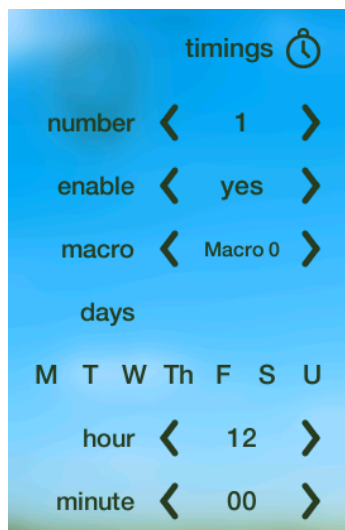 timings
number 1
enable yes
macro Macro 0
days
M T W Th F S U
hour 12
minute 00